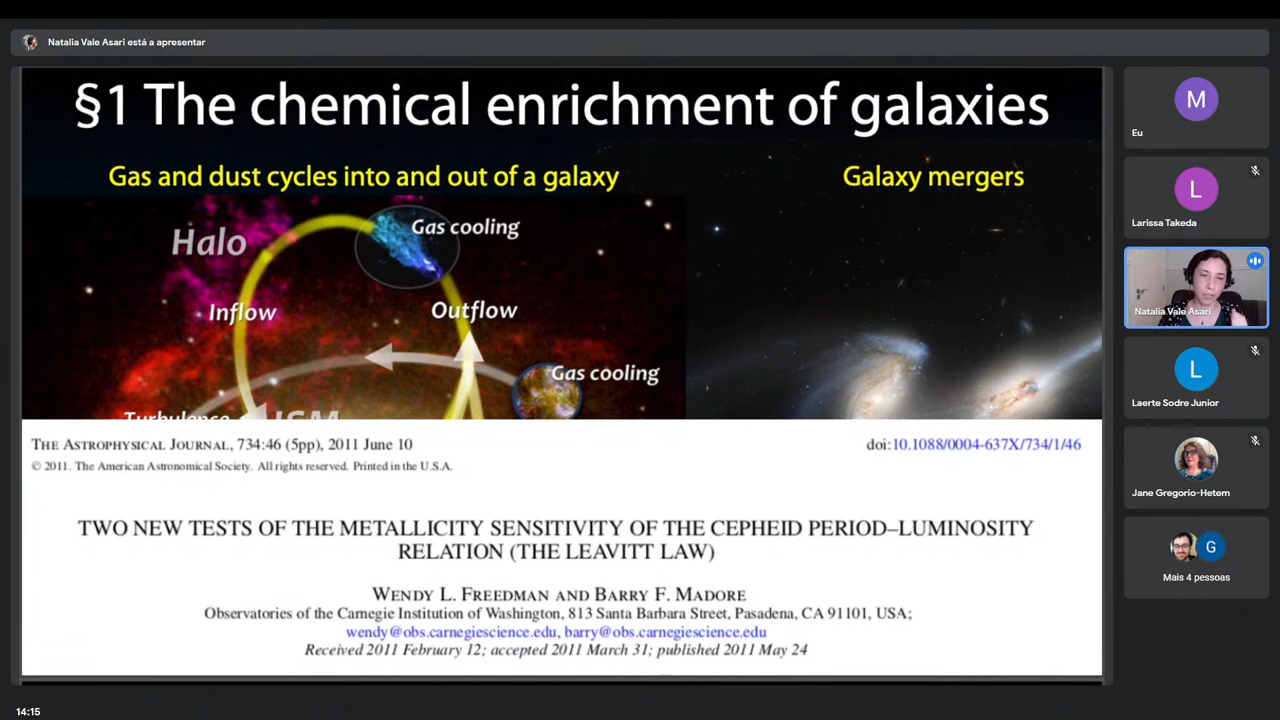 Natalia Vale Asari está a apresentar
§1 The chemical enrichment of galaxies
Gas and dust cycles into and out of a galaxy
Galaxy mergers
Halo
Gas cooling
Inflow
Outflow
Gas cooling
Turbulence
ISM
THE ASTROPHYSICAL JOURNAL, 734:46 (5pp), 2011 June 10
doi:10.1088/0004-637X/734/1/46
© 2011. The American Astronomical Society. All rights reserved. Printed in the U.S.A.
TWO NEW TESTS OF THE METALLICITY SENSITIVITY OF THE CEPHEID PERIOD–LUMINOSITY
RELATION (THE LEAVITT LAW)
WENDY L. FREEDMAN AND BARRY F. MADORE
Observatories of the Carnegie Institution of Washington, 813 Santa Barbara Street, Pasadena, CA 91101, USA;
wendy@obs.carnegiescience.edu, barry@obs.carnegiescience.edu
Received 2011 February 12; accepted 2011 March 31; published 2011 May 24
M
Eu
L
Larissa Takeda
Natalia Vale Asari
L
Laerte Sodre Junior
Jane Gregorio-Hetem
G
Mais 4 pessoas
14:15